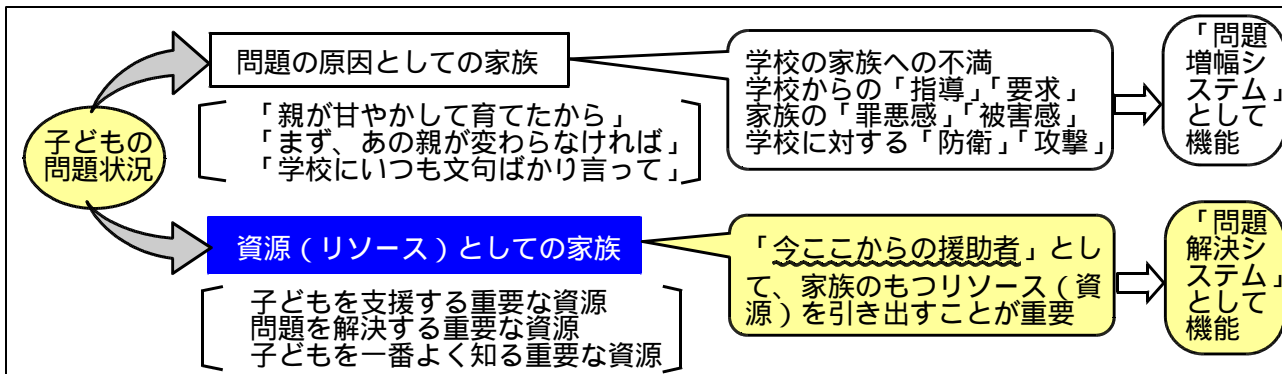 子どもの
問題状況
問題の原因としての家族
「親が甘やかして育てたから」
「まず、あの親が変わらなければ」
「学校にいつも文句ばかり言って」
学校の家族への不満
学校からの「指導」「要求」
家族の「罪悪感」「被害感」
学校に対する「防衛」「攻撃」
「問題
増幅シ
ステム」
として
機能
資源(リソース)としての家族
子どもを支援する重要な資源
問題を解決する重要な資源
子どもを一番よく知る重要な資源
「今ここからの援助者」とし
て、家族のもつリソース(資
源)を引き出すことが重要
「問題
解決シ
ステム」
として
機能